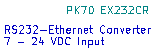 PK70 EX232CR
RS232-Ethernet Converter
7 - 24 VDC Input